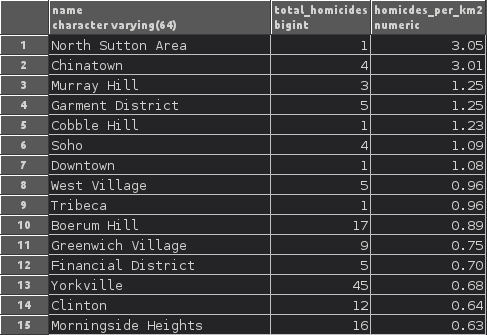 name total_homicides homicdes_per_km2
character varying(64) bigint numeric
1 North Sutton Area 1 3.05
2 Chinatown 4 3.01
3 Murray Hill 3 1.25
4 Garment District 5 1.25
5 Cobble Hill 1 1.23
6 Soho 4 1.09
7 Downtown 1 1.08
8 West Village 5 0.96
9 Tribeca 1 0.96
10 Boerum Hill 17 0.89
11 Greenwich Village 9 0.75
12 Financial District 5 0.70
13 Yorkville 45 0.68
14 Clinton 12 0.64
15 Morningside Heights 16 0.63